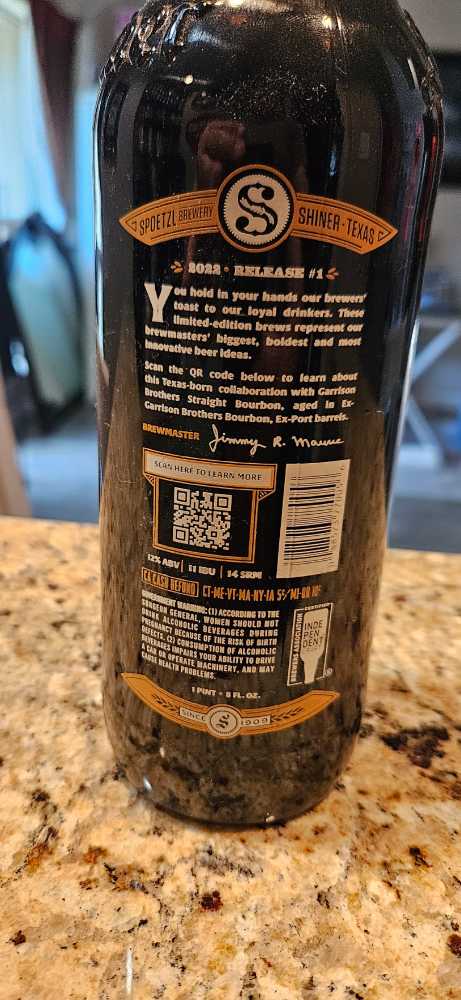 SPOETZL BREWERY S SHINER - TEXAS
2022 • RELEASE #1
You hold in your hands our brewers'
toast to our loyal drinkers. These
limited-edition brews represent our
brewmasters' biggest, boldest and most
innovative beer ideas.
Scan the QR code below to learn about
this Texas-born collaboration with Garrison
Brothers Straight Bourbon, aged in Ex-
Garrison Brothers Bourbon, Ex-Port barrels.
BREWMASTER Jimmy R. Mauric
SCAN HERE TO LEARN MORE
12% ABV | 11 IBU | 14 SRM
CA CASH REFUND CT-ME-VT-MA-NY-IA 5¢/MI-OR 10¢
GOVERNMENT WARNING: (1) ACCORDING TO THE
SURGEON GENERAL, WOMEN SHOULD NOT
DRINK ALCOHOLIC BEVERAGES DURING
PREGNANCY BECAUSE OF THE RISK OF BIRTH
DEFECTS. (2) CONSUMPTION OF ALCOHOLIC
BEVERAGES IMPAIRS YOUR ABILITY TO DRIVE
A CAR OR OPERATE MACHINERY, AND MAY
CAUSE HEALTH PROBLEMS.
BREWERS ASSOCIATION
CERTIFIED
INDE
PEN
DENT
1 PINT • 8 FL. OZ.
SINCE 1909